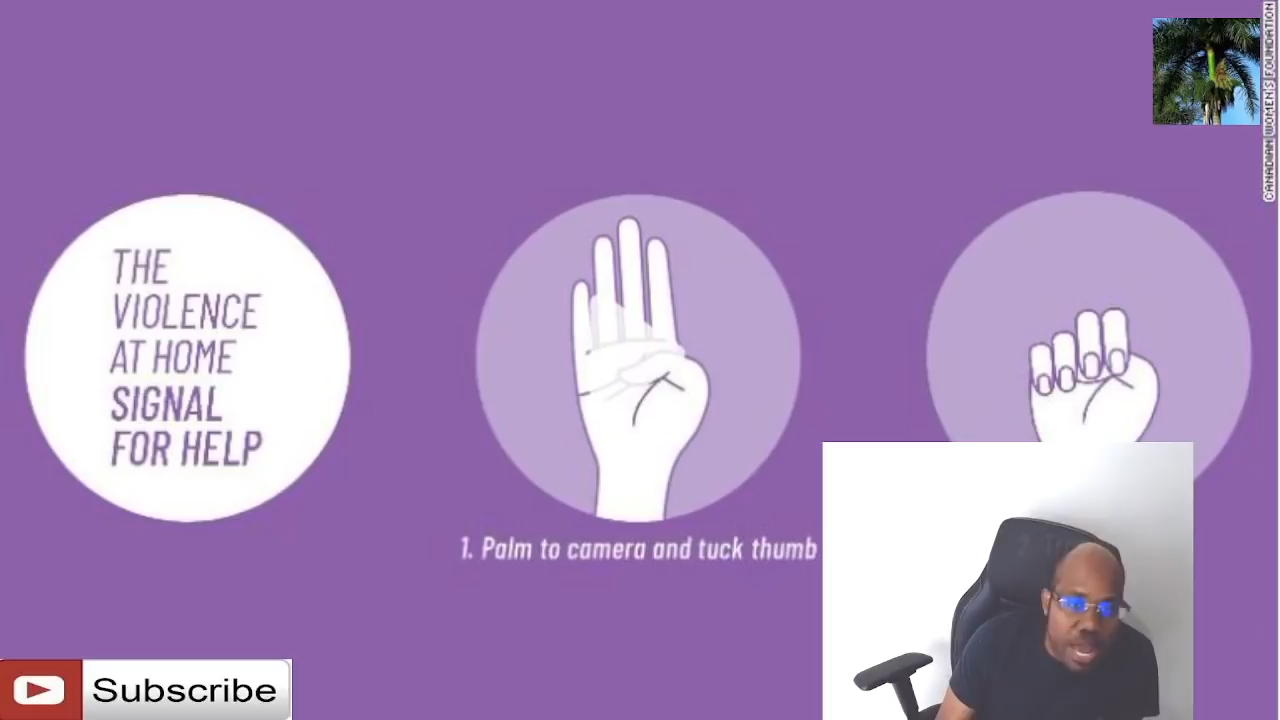 THE
VIOLENCE
AT HOME
SIGNAL
FOR HELP
1. Palm to camera and tuck thumb
CANADIAN WOMEN'S FOUNDATION
Subscribe